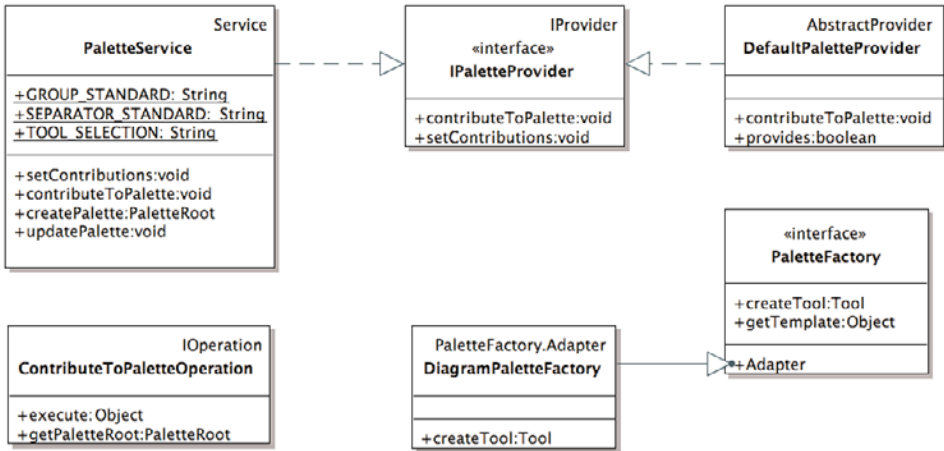 Service
PaletteService
+GROUP_STANDARD: String
+SEPARATOR_STANDARD: String
+TOOL_SELECTION: String
+setContributions:void
+contributeToPalette:void
+createPalette:PaletteRoot
+updatePalette:void
IProvider
«interface»
IPaletteProvider
+contributeToPalette:void
+setContributions:void
AbstractProvider
DefaultPaletteProvider
+contributeToPalette:void
+provides:boolean
«interface»
PaletteFactory
+createTool:Tool
+getTemplate:Object
+Adapter
IOperation
ContributeToPaletteOperation
+execute:Object
+getPaletteRoot:PaletteRoot
PaletteFactory.Adapter
DiagramPaletteFactory
+createTool:Tool